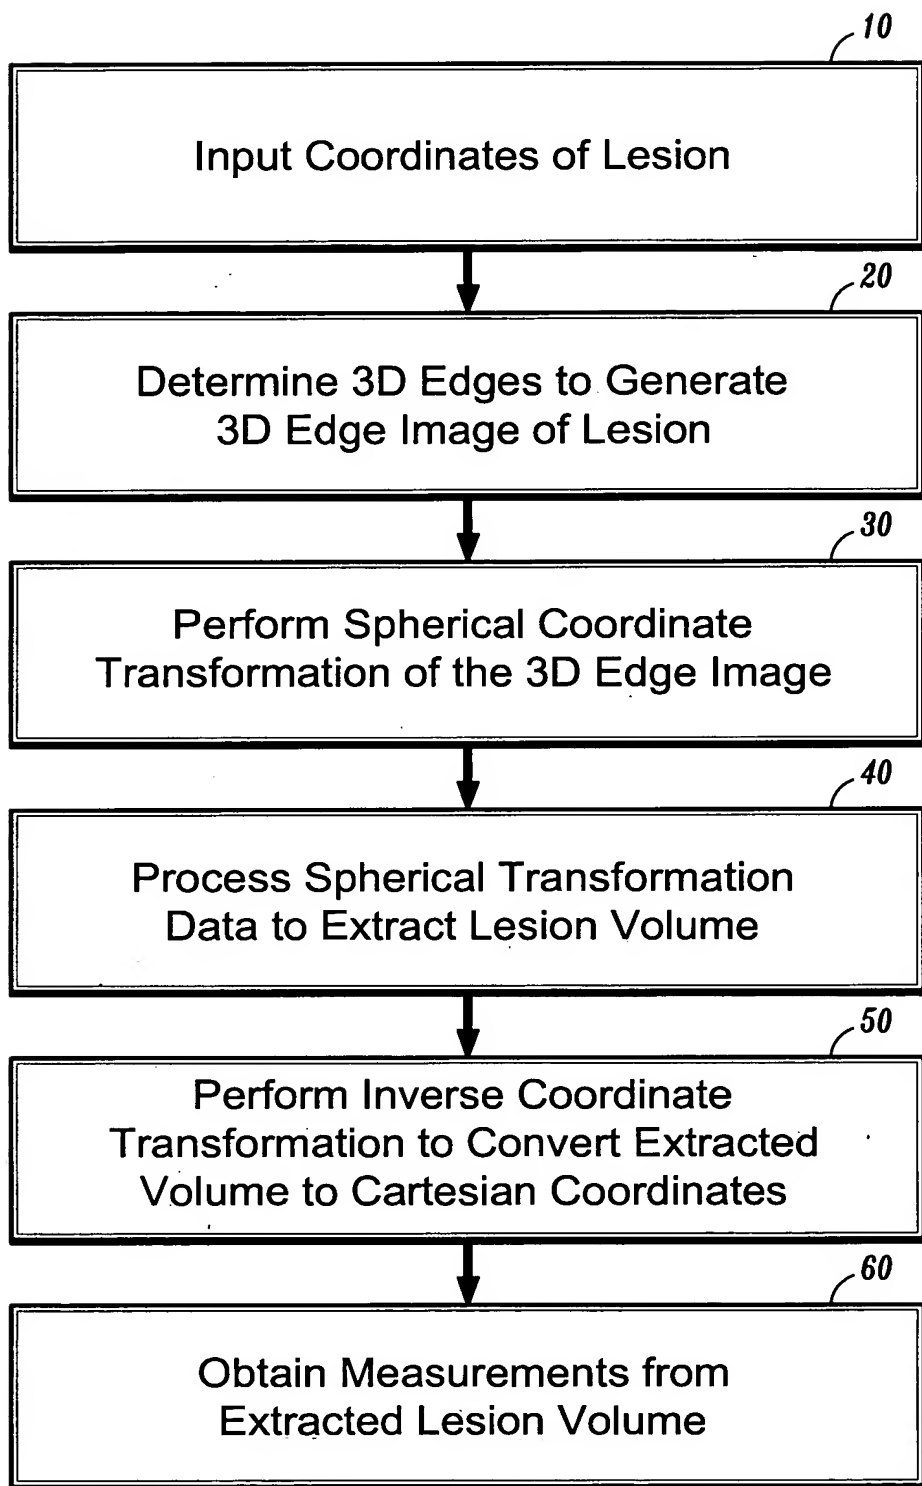 10
Input Coordinates of Lesion
20
Determine 3D Edges to Generate
3D Edge Image of Lesion
30
Perform Spherical Coordinate
Transformation of the 3D Edge Image
40
Process Spherical Transformation
Data to Extract Lesion Volume
50
Perform Inverse Coordinate
Transformation to Convert Extracted
Volume to Cartesian Coordinates
60
Obtain Measurements from
Extracted Lesion Volume